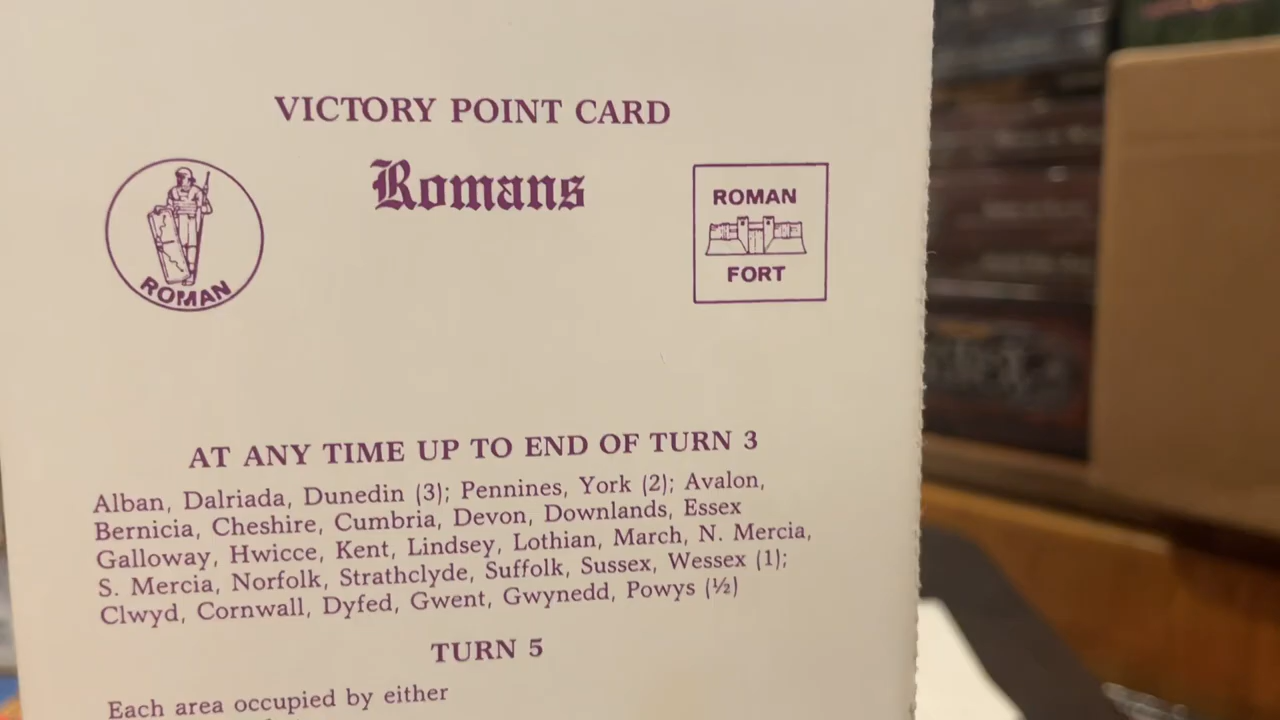 VICTORY POINT CARD
Romans
ROMAN
ROMAN
FORT
AT ANY TIME UP TO END OF TURN 3
Alban, Dalriada, Dunedin (3); Pennines, York (2); Avalon,
Bernicia, Cheshire, Cumbria, Devon, Downlands, Essex
Galloway, Hwicce, Kent, Lindsey, Lothian, March, N. Mercia,
S. Mercia, Norfolk, Strathclyde, Suffolk, Sussex, Wessex (1);
Clwyd, Cornwall, Dyfed, Gwent, Gwynedd, Powys (½)
TURN 5
Each area occupied by either